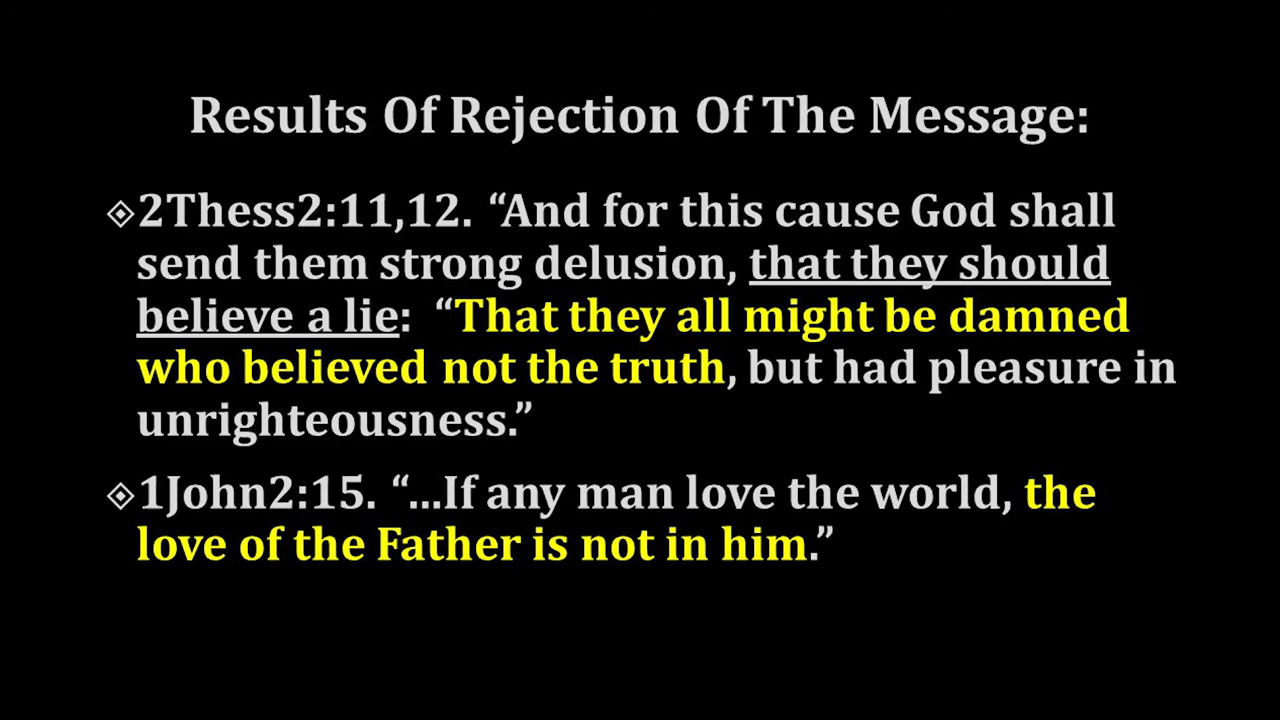 Results Of Rejection Of The Message:
◈2Thess2:11,12. “And for this cause God shall
send them strong delusion, that they should
believe a lie: “That they all might be damned
who believed not the truth, but had pleasure in
unrighteousness.”
◈1John2:15. “...If any man love the world, the
love of the Father is not in him.”